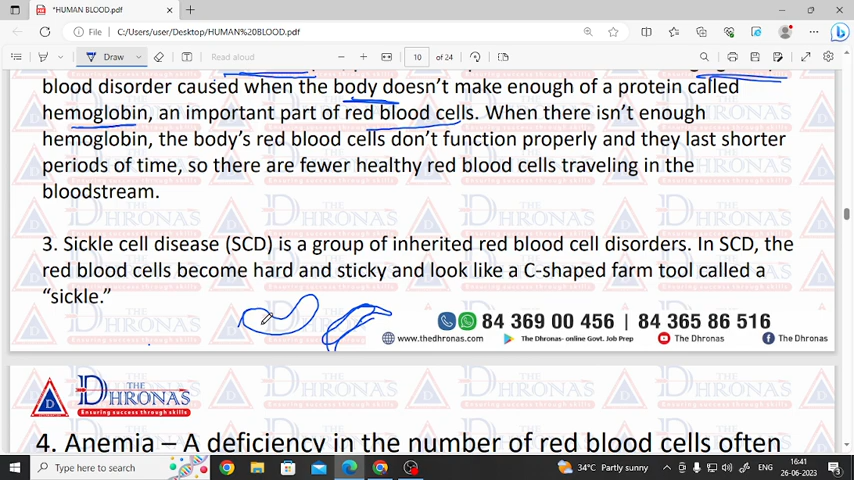 *HUMAN BLOOD.pdf
File
C:/Users/user/Desktop/HUMAN%20BLOOD.pdf
Draw
Read aloud
10 of 24
blood disorder caused when the body doesn't make enough of a protein called
hemoglobin, an important part of red blood cells. When there isn't enough
hemoglobin, the body's red blood cells don't function properly and they last shorter
periods of time, so there are fewer healthy red blood cells traveling in the
bloodstream.
3. Sickle cell disease (SCD) is a group of inherited red blood cell disorders. In SCD, the
red blood cells become hard and sticky and look like a C-shaped farm tool called a
“sickle.”
84 369 00 456 | 84 365 86 516
www.thedhronas.com
The Dhronas- online Govt. Job Prep
The Dhronas
The Dhronas
D
THE
DHRONAS
Ensuring success through skills
4. Anemia – A deficiency in the number of red blood cells often
Type here to search
34°C Partly sunny
ENG
16:41
26-06-2023
3